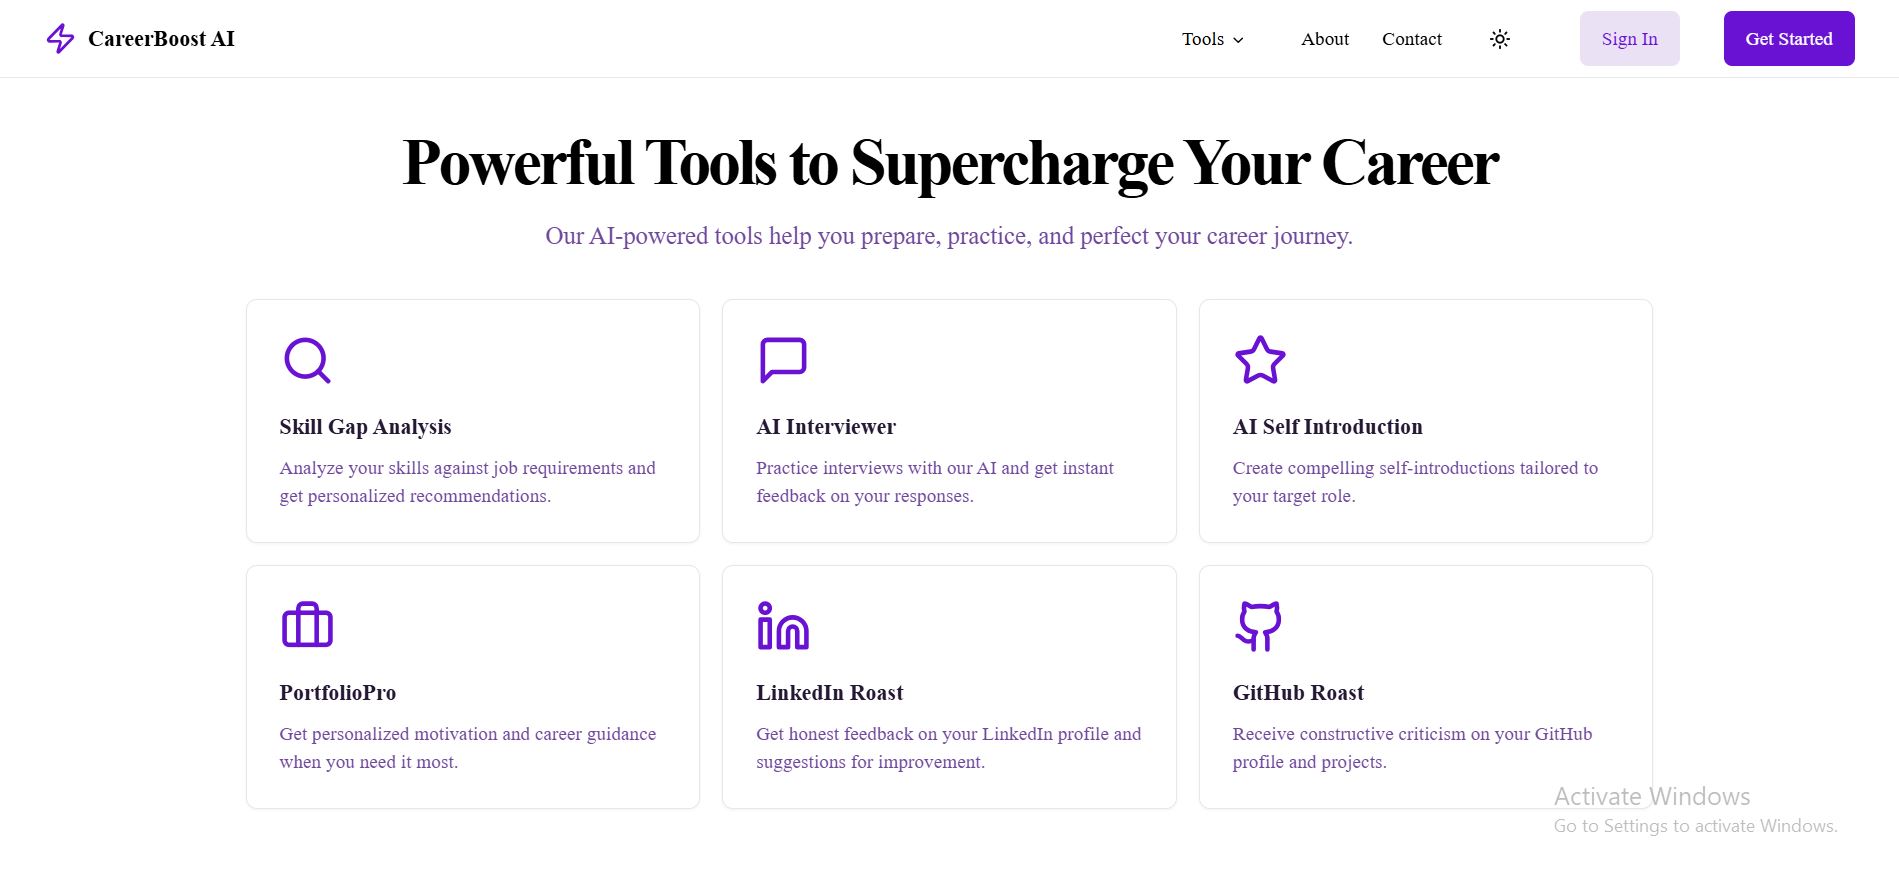 CareerBoost AI
Tools
About
Contact
Sign In
Get Started
Powerful Tools to Supercharge Your Career
Our AI-powered tools help you prepare, practice, and perfect your career journey.
Skill Gap Analysis
Analyze your skills against job requirements and
get personalized recommendations.
AI Interviewer
Practice interviews with our AI and get instant
feedback on your responses.
AI Self Introduction
Create compelling self-introductions tailored to
your target role.
PortfolioPro
Get personalized motivation and career guidance
when you need it most.
LinkedIn Roast
Get honest feedback on your LinkedIn profile and
suggestions for improvement.
GitHub Roast
Receive constructive criticism on your GitHub
profile and projects.
Activate Windows
Go to Settings to activate Windows.